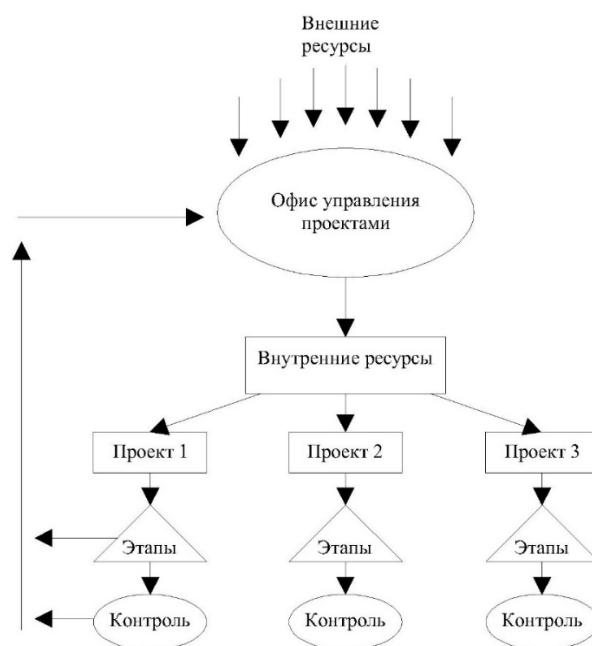 Внешние
ресурсы
Офис управления
проектами
Внутренние ресурсы
Проект 1
Проект 2
Проект 3
Этапы
Этапы
Этапы
Контроль
Контроль
Контроль